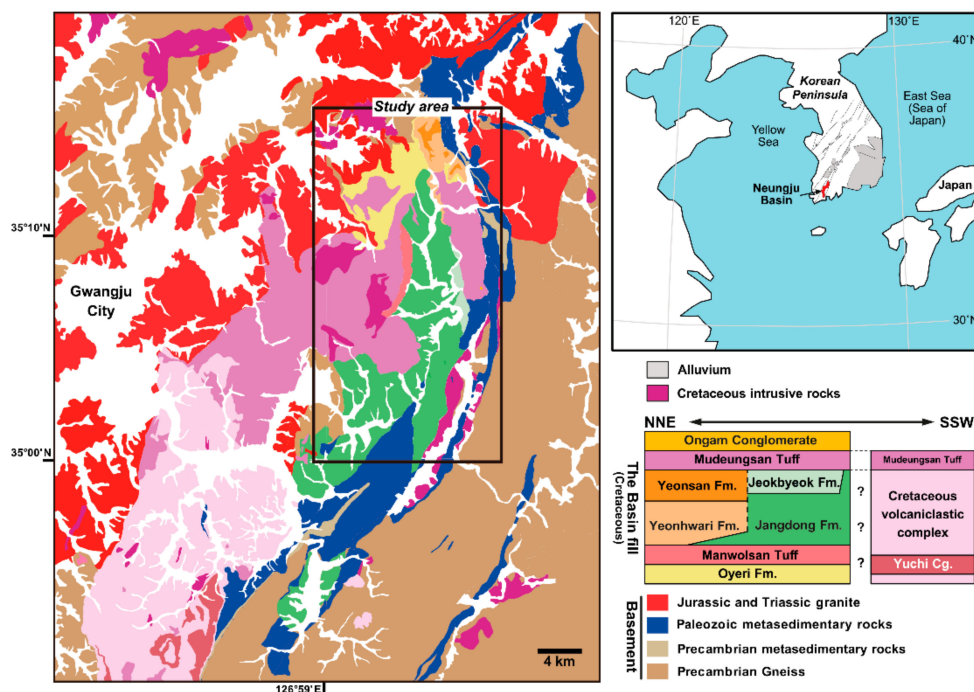 Study area
35°10'N
Gwangju
City
35°00'N
4 km
126°59' E
120°E
130°E
40°N
Korean
Peninsula
East Sea
(Sea of
Japan)
Yellow
Sea
Neungju
Basin
Japan
30°N
Alluvium
Cretaceous intrusive rocks
NNE
SSW
The Basin fill
(Cretaceous)
Ongam Conglomerate
Mudeungsan Tuff
Mudeungsan Tuff
Yeonsan Fm.
Jeokbyeok Fm.
?
Cretaceous
volcaniclastic
complex
Yeonhwari Fm.
Jangdong Fm.
?
Manwolsan Tuff
?
Yuchi Cg.
Oyeri Fm.
Basement
Jurassic and Triassic granite
Paleozoic metasedimentary rocks
Precambrian metasedimentary rocks
Precambrian Gneiss